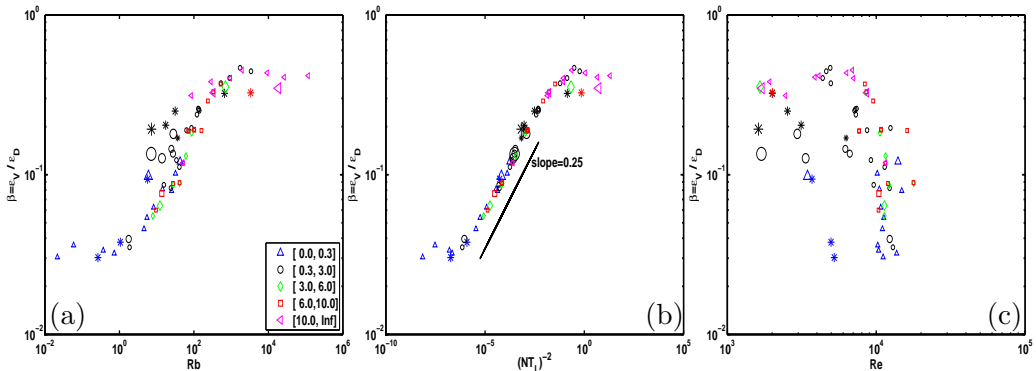 10^0
10^-1
10^-2
β=ε_V / ε_D
(a)
10^-2
10^0
10^2
10^4
10^6
Rb
[ 0.0, 0.3]
[ 0.3, 3.0]
[ 3.0, 6.0]
[ 6.0,10.0]
[10.0, Inf]
10^0
10^-1
10^-2
β=ε_V / ε_D
slope=0.25
(b)
10^-10
10^-5
10^0
10^5
(NT_L)^-2
10^0
10^-1
10^-2
β=ε_V / ε_D
(c)
10^3
10^4
10^5
Re